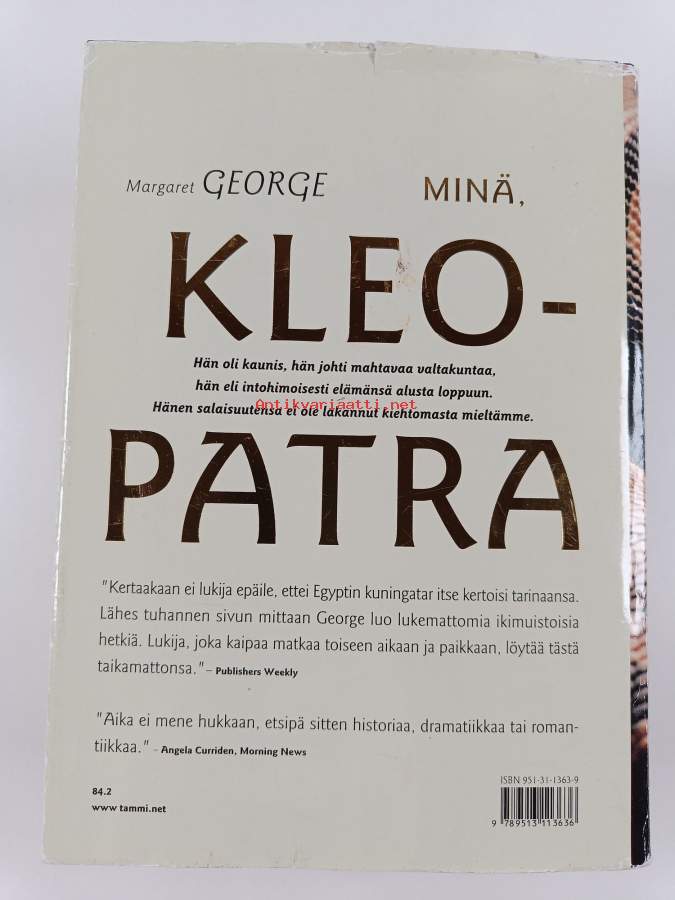 Margaret GEORGE MINÄ,
KLEO-
Hän oli kaunis, hän johti mahtavaa valtakuntaa,
hän eli intohimoisesti elämänsä alusta loppuun.
Antikvariaatti.net
Hänen salaisuutensa ei ole lakannut kiehtomasta mieltämme.
PATRA
"Kertaakaan ei lukija epäile, ettei Egyptin kuningatar itse kertoisi tarinaansa.
Lähes tuhannen sivun mittaan George luo lukemattomia ikimuistoisia
hetkiä. Lukija, joka kaipaa matkaa toiseen aikaan ja paikkaan, löytää tästä
taikamattonsa." – Publishers Weekly
"Aika ei mene hukkaan, etsipä sitten historiaa, dramatiikkaa tai roman-
tiikkaa." – Angela Curriden, Morning News
ISBN 951-31-1363-9
84.2
www.tammi.net
9 789513 113636